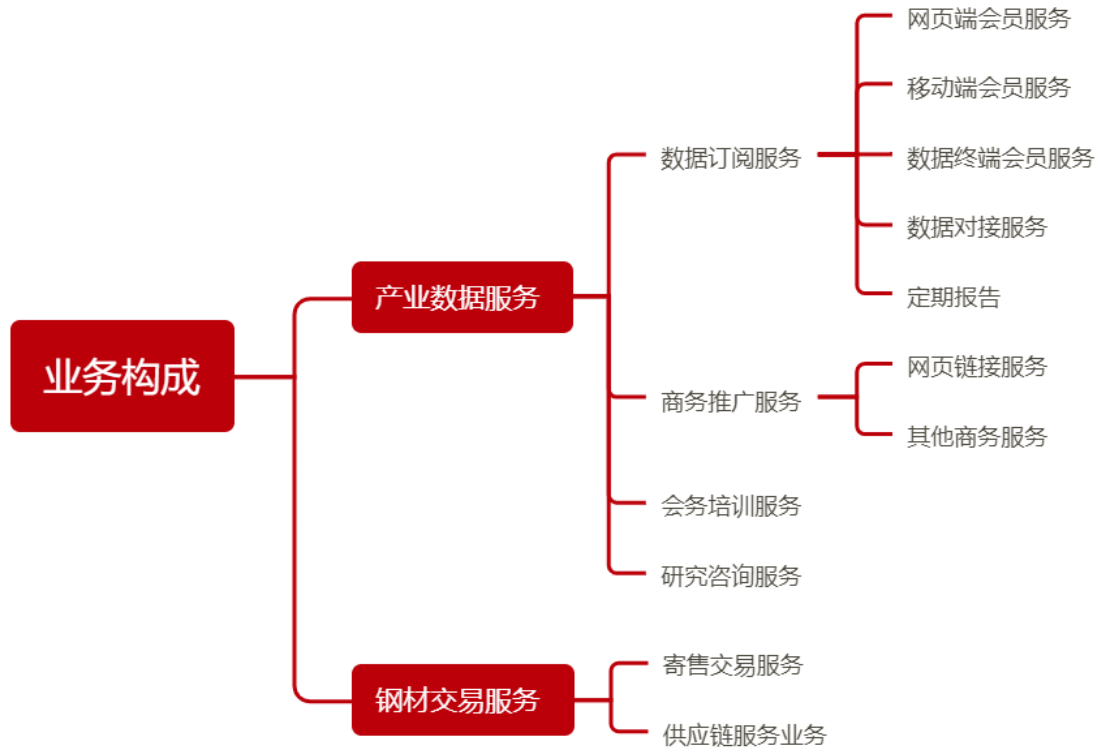 业务构成
产业数据服务
数据订阅服务
网页端会员服务
移动端会员服务
数据终端会员服务
数据对接服务
定期报告
商务推广服务
网页链接服务
其他商务服务
会务培训服务
研究咨询服务
钢材交易服务
寄售交易服务
供应链服务业务